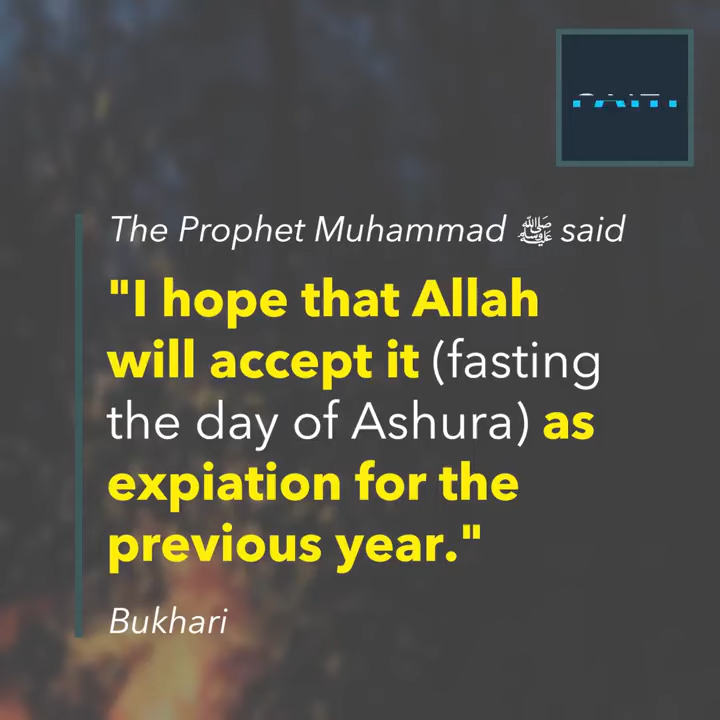 The Prophet Muhammad ﷺ said
"I hope that Allah
will accept it (fasting
the day of Ashura) as
expiation for the
previous year."
Bukhari